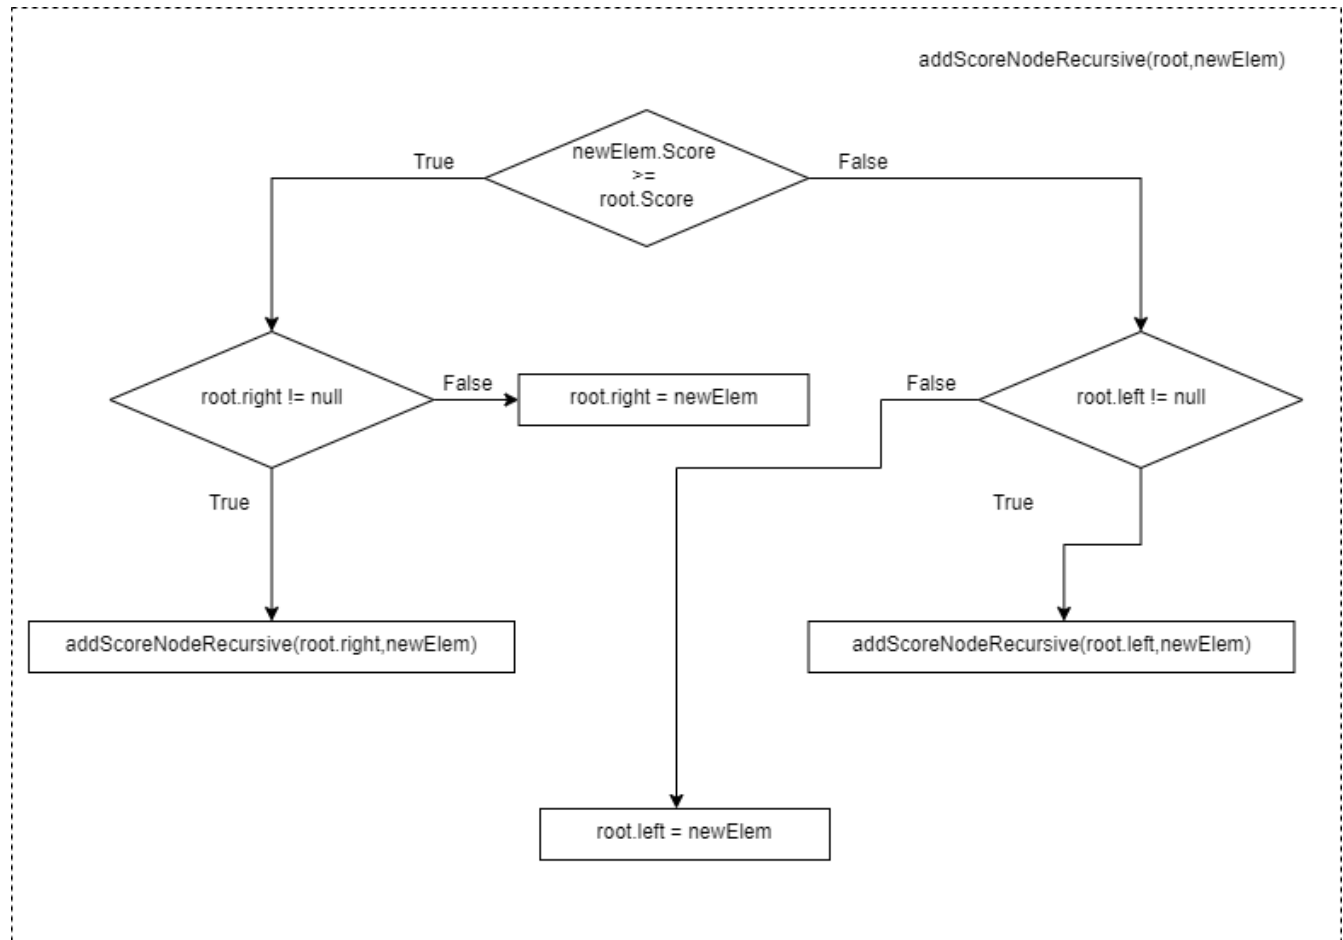 addScoreNodeRecursive(root,newElem)
newElem.Score
>=
root.Score
True
False
root.right != null
False
root.right = newElem
False
root.left != null
True
True
addScoreNodeRecursive(root.right,newElem)
addScoreNodeRecursive(root.left,newElem)
root.left = newElem